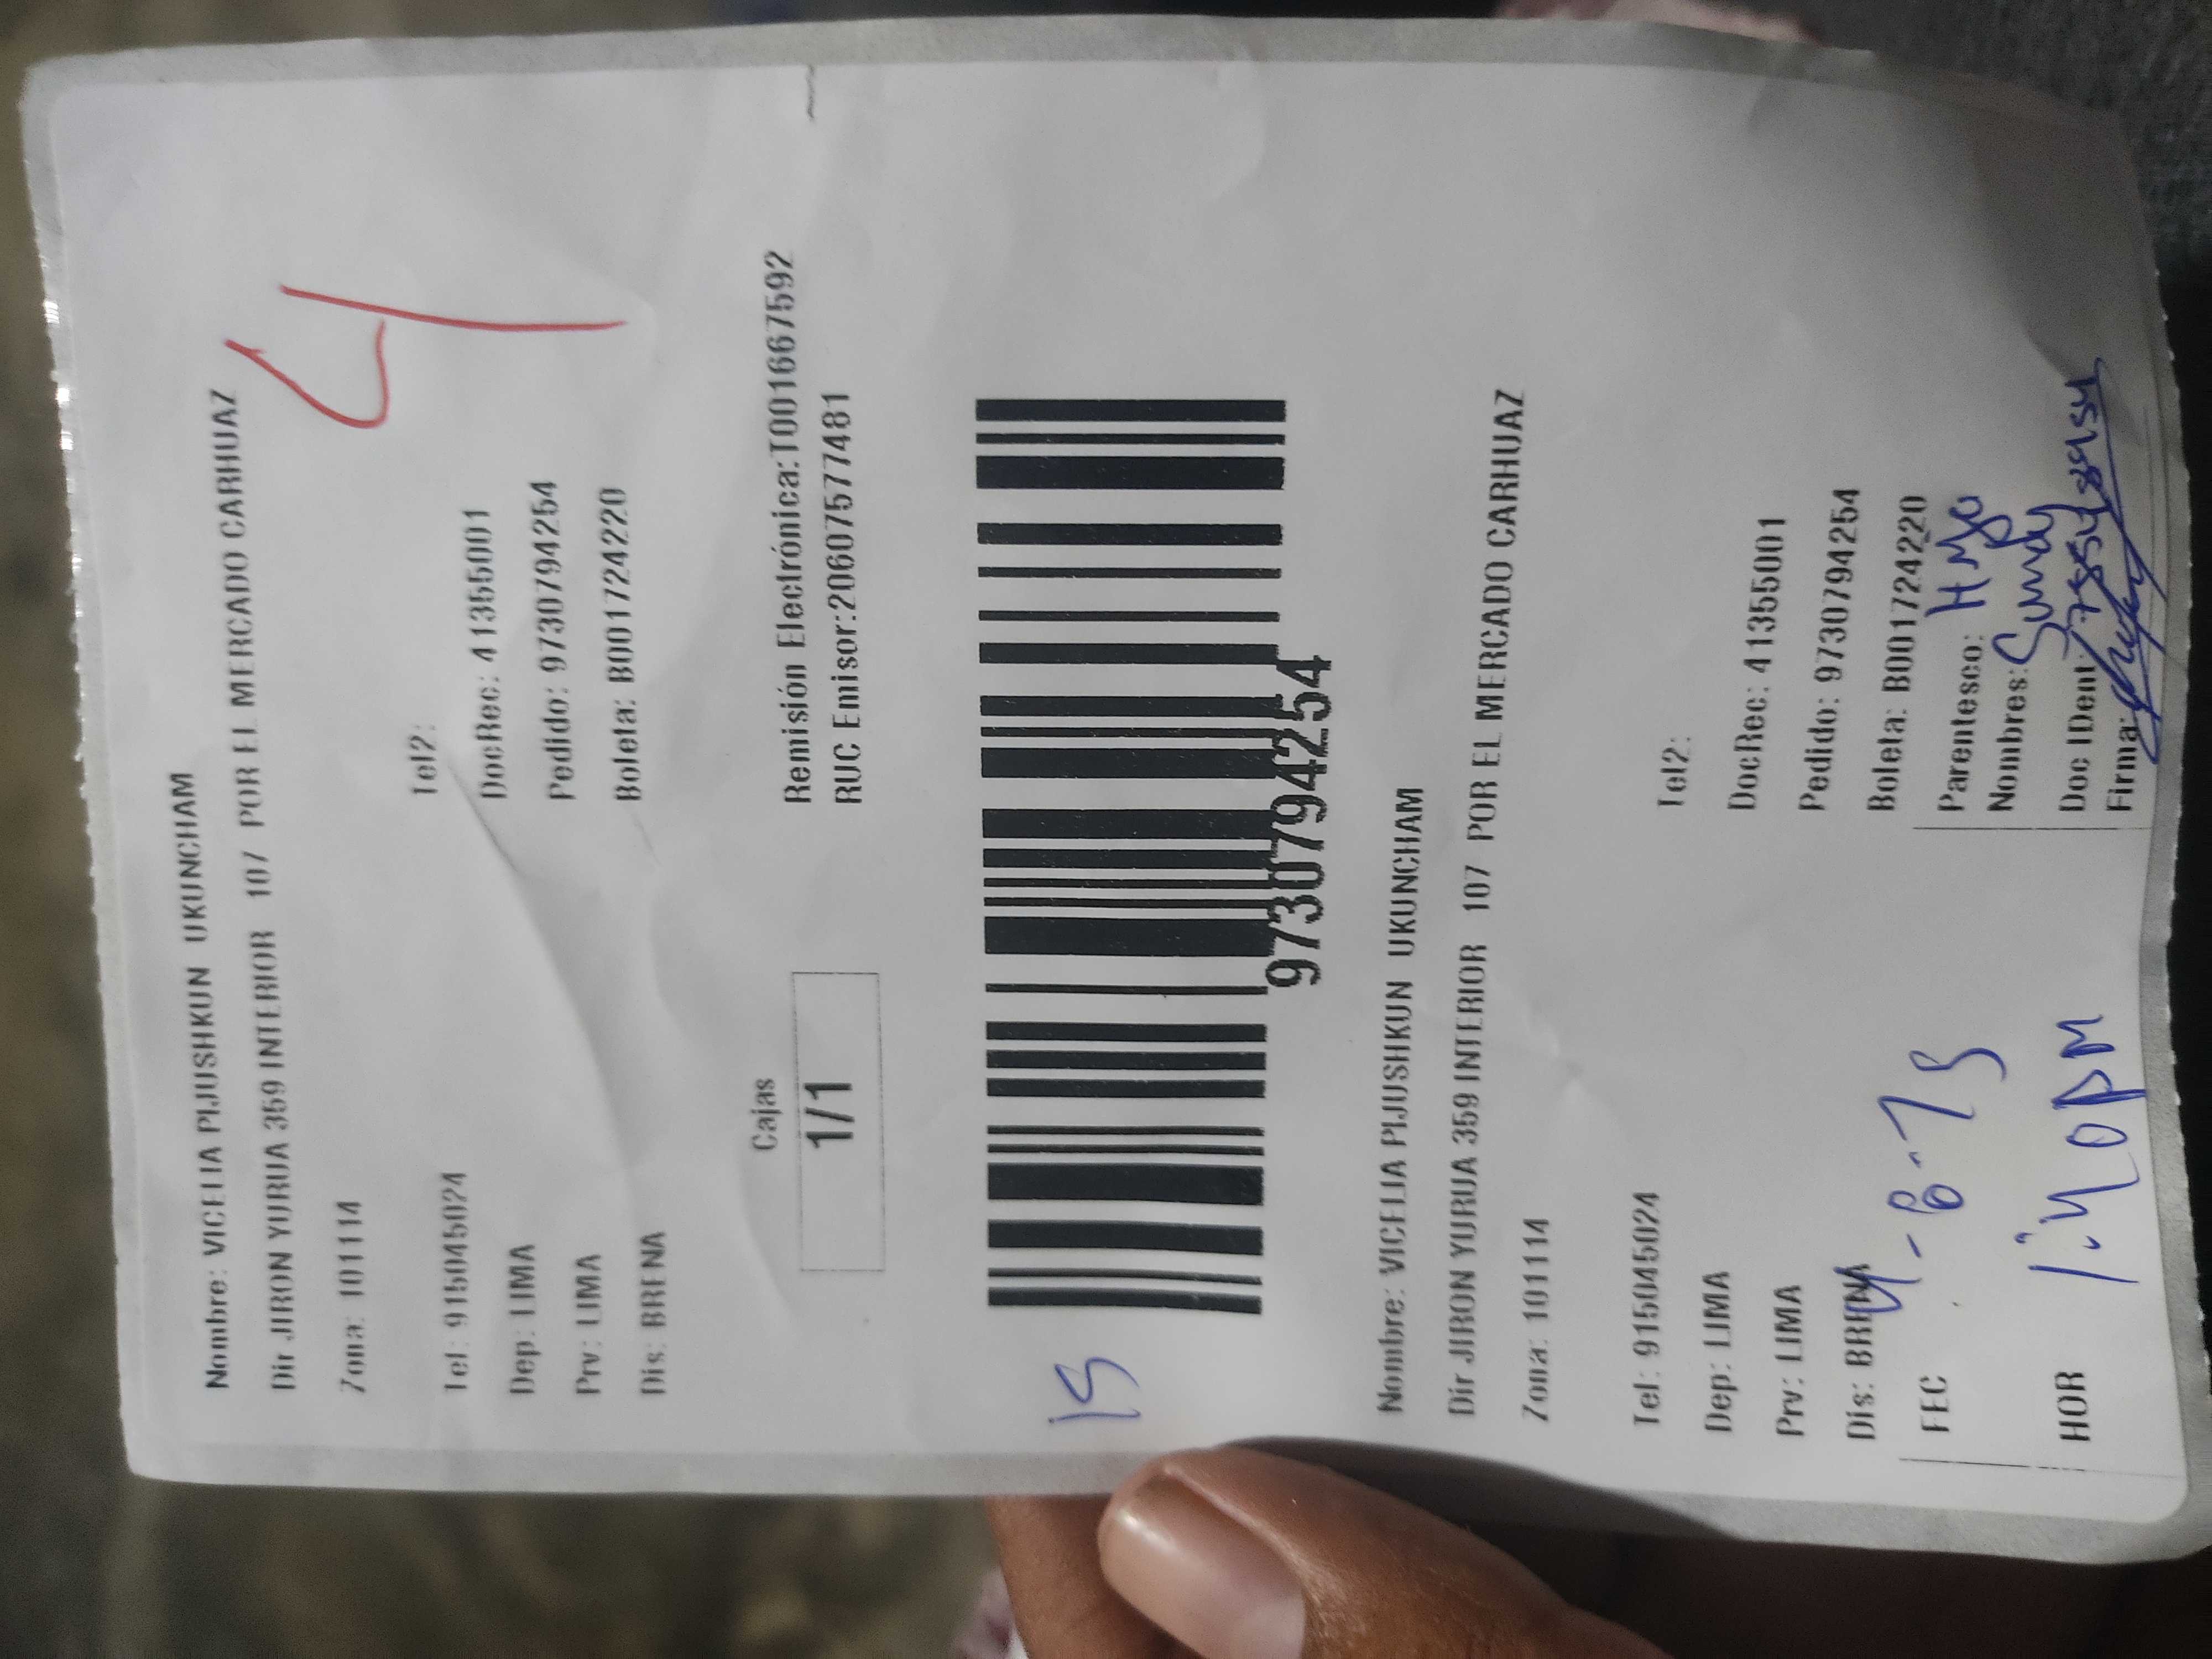 Nombre: VICELIA PIJUSHKUN UKUNCHAM
Dir JIRON YURUA 359 INTERIOR 107 POR EL MERCADO CARHUAZ
4
Zona: 101114
Tel: 915045024 Tel2:
Dep: LIMA DocRec: 41355001
Prv: LIMA Pedido: 9730794254
Dis: BRENA Boleta: B001724220
Cajas Remisión Electrónica:T001667592
1/1 RUC Emisor:20607577481
15
9730794254
Nombre: VICELIA PIJUSHKUN UKUNCHAM
Dir JIRON YURUA 359 INTERIOR 107 POR EL MERCADO CARHUAZ
Zona: 101114
Tel: 915045024 Tel2:
Dep: LIMA DocRec: 41355001
Prv: LIMA Pedido: 9730794254
Dis: BRENA Boleta: B001724220
FEC Parentesco:
Nombres:
HOR Doc IDent:
Firma: